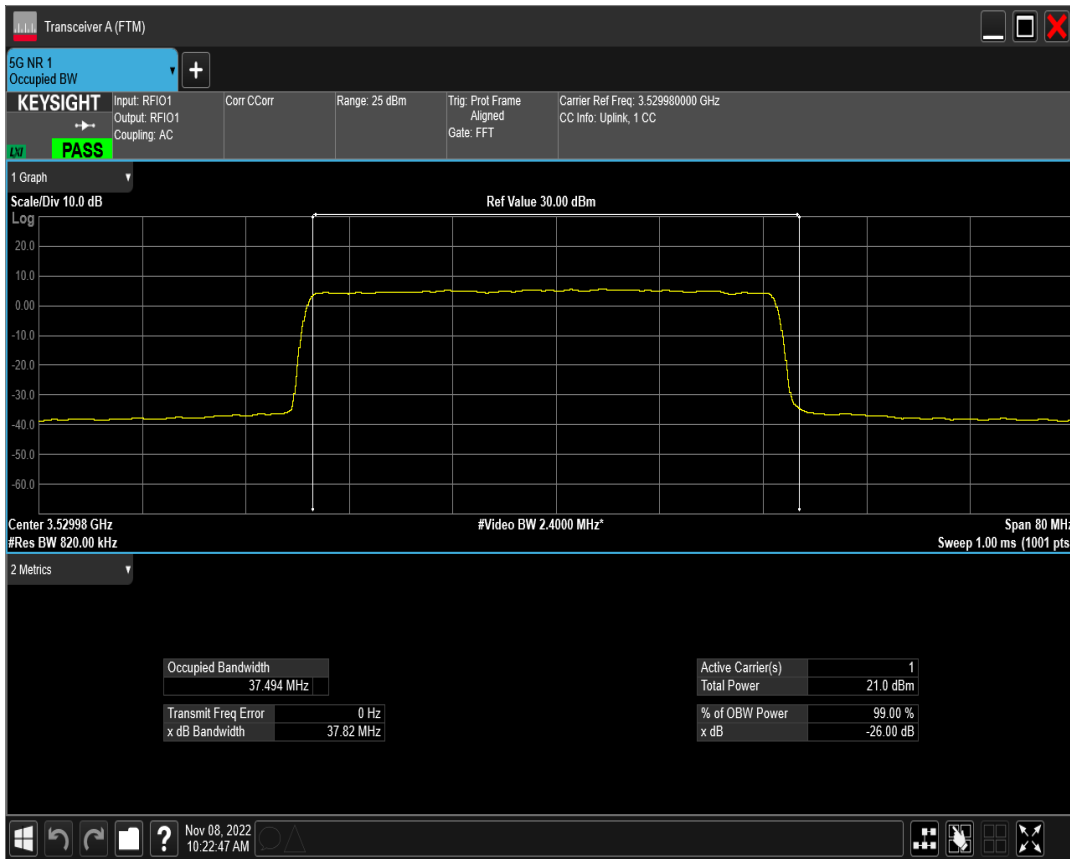 Transceiver A (FTM)
5G NR 1
Occupied BW
+
KEYSIGHT
LXI
PASS
Input: RFIO1
Output: RFIO1
Coupling: AC
Corr CCorr
Range: 25 dBm
Trig: Prot Frame
Aligned
Gate: FFT
Carrier Ref Freq: 3.529980000 GHz
CC Info: Uplink, 1 CC
1 Graph
Scale/Div 10.0 dB
Ref Value 30.00 dBm
Log
20.0
10.0
0.00
-10.0
-20.0
-30.0
-40.0
-50.0
-60.0
Center 3.52998 GHz
#Video BW 2.4000 MHz*
Span 80 MHz
#Res BW 820.00 kHz
Sweep 1.00 ms (1001 pts
2 Metrics
Occupied Bandwidth
37.494 MHz
Transmit Freq Error 0 Hz
x dB Bandwidth 37.82 MHz
Active Carrier(s) 1
Total Power 21.0 dBm
% of OBW Power 99.00 %
x dB -26.00 dB
?
Nov 08, 2022
10:22:47 AM